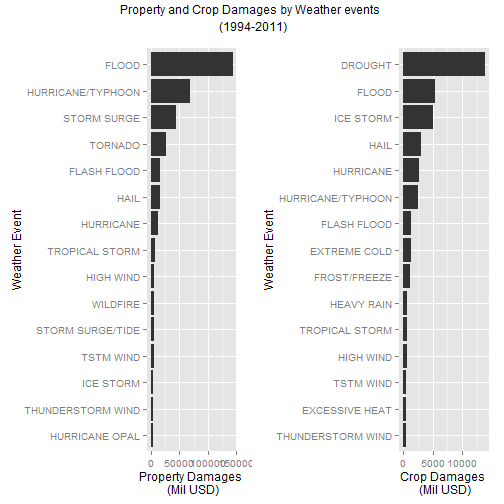 Property and Crop Damages by Weather events
(1994-2011)
Weather Event
FLOOD
HURRICANE/TYPHOON
STORM SURGE
TORNADO
FLASH FLOOD
HAIL
HURRICANE
TROPICAL STORM
HIGH WIND
WILDFIRE
STORM SURGE/TIDE
TSTM WIND
ICE STORM
THUNDERSTORM WIND
HURRICANE OPAL
0 50000 100000 150000
Property Damages
(Mil USD)
Weather Event
DROUGHT
FLOOD
ICE STORM
HAIL
HURRICANE
HURRICANE/TYPHOON
FLASH FLOOD
EXTREME COLD
FROST/FREEZE
HEAVY RAIN
TROPICAL STORM
HIGH WIND
TSTM WIND
EXCESSIVE HEAT
THUNDERSTORM WIND
0 5000 10000
Crop Damages
(Mil USD)